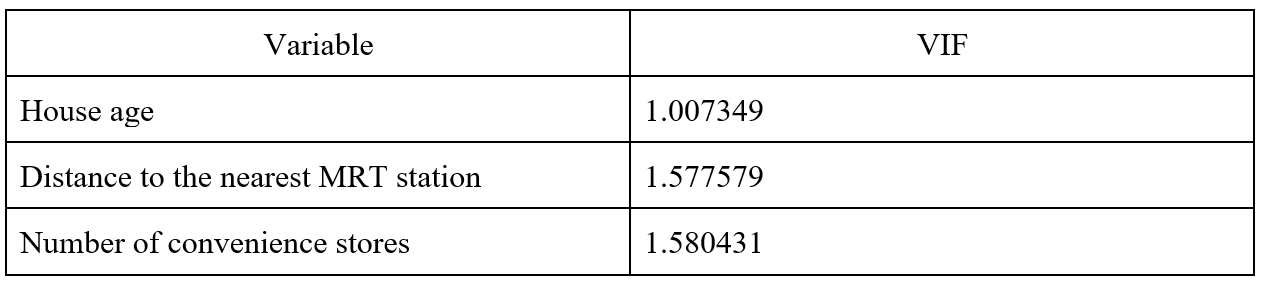 Variable VIF
House age 1.007349
Distance to the nearest MRT station 1.577579
Number of convenience stores 1.580431